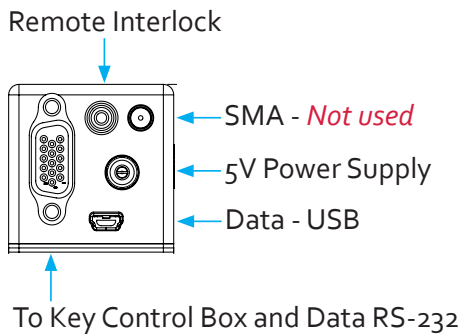 Remote Interlock
SMA - Not used
5V Power Supply
Data - USB
To Key Control Box and Data RS-232